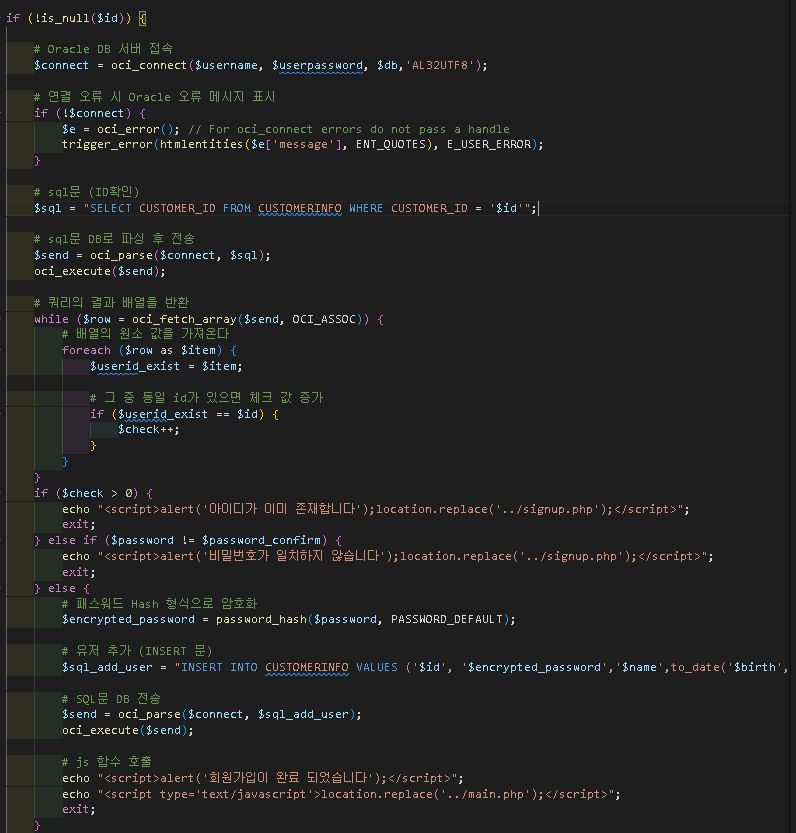 if (!is_null($id)) {
# Oracle DB 서버 접속
$connect = oci_connect($username, $userpassword, $db,'AL32UTF8');
# 연결 오류 시 Oracle 오류 메시지 표시
if (!$connect) {
$e = oci_error(); // For oci_connect errors do not pass a handle
trigger_error(htmlentities($e['message'], ENT_QUOTES), E_USER_ERROR);
}
# sql문 (ID확인)
$sql = "SELECT CUSTOMER_ID FROM CUSTOMERINFO WHERE CUSTOMER_ID = '$id'";
# sql문 DB로 파싱 후 전송
$send = oci_parse($connect, $sql);
oci_execute($send);
# 쿼리의 결과 배열을 반환
while ($row = oci_fetch_array($send, OCI_ASSOC)) {
# 배열의 원소 값을 가져온다
foreach ($row as $item) {
$userid_exist = $item;
# 그 중 동일 id가 있으면 체크 값 증가
if ($userid_exist == $id) {
$check++;
}
}
}
if ($check > 0) {
echo "<script>alert('아이디가 이미 존재합니다');location.replace('../signup.php');</script>";
exit;
} else if ($password != $password_confirm) {
echo "<script>alert('비밀번호가 일치하지 않습니다');location.replace('../signup.php');</script>";
exit;
} else {
# 패스워드 Hash 형식으로 암호화
$encrypted_password = password_hash($password, PASSWORD_DEFAULT);
# 유저 추가 (INSERT 문)
$sql_add_user = "INSERT INTO CUSTOMERINFO VALUES ('$id', '$encrypted_password','$name',to_date('$birth',
# SQL문 DB 전송
$send = oci_parse($connect, $sql_add_user);
oci_execute($send);
# js 함수 호출
echo "<script>alert('회원가입이 완료 되었습니다');</script>";
echo "<script type='text/javascript'>location.replace('../main.php');</script>";
exit;
}